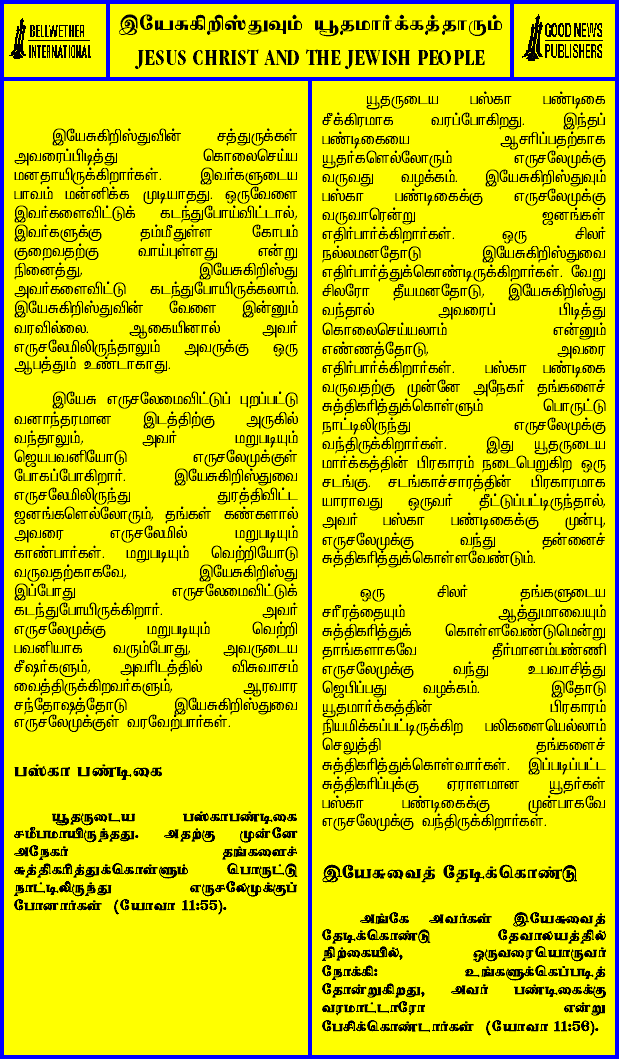 BELLWETHER
INTERNATIONAL
இயேசுகிறிஸ்துவும் யூதமார்க்கத்தாரும்
JESUS CHRIST AND THE JEWISH PEOPLE
GOOD NEWS
PUBLISHERS
இயேசுகிறிஸ்துவின் சத்துருக்கள்
அவரைப்பிடித்து கொலைசெய்ய
மனதாயிருக்கிறார்கள். இவர்களுடைய
பாவம் மன்னிக்க முடியாதது. ஒருவேளை
இவர்களைவிட்டுக் கடந்துபோய்விட்டால்,
இவர்களுக்கு தம்மீதுள்ள கோபம்
குறைவதற்கு வாய்புள்ளது என்று
நினைத்து, இயேசுகிறிஸ்து
அவர்களைவிட்டு கடந்துபோயிருக்கலாம்.
இயேசுகிறிஸ்துவின் வேளை இன்னும்
வரவில்லை. ஆகையினால் அவர்
எருசலேமிலிருந்தாலும் அவருக்கு ஒரு
ஆபத்தும் உண்டாகாது.
இயேசு எருசலேமைவிட்டுப் புறப்பட்டு
வனாந்தரமான இடத்திற்கு அருகில்
வந்தாலும், அவர் மறுபடியும்
ஜெயபவனியோடு எருசலேமுக்குள்
போகப்போகிறார். இயேசுகிறிஸ்துவை
எருசலேமிலிருந்து துரத்திவிட்ட
ஜனங்களெல்லோரும், தங்கள் கண்களால்
அவரை எருசலேமில் மறுபடியும்
காண்பார்கள். மறுபடியும் வெற்றியோடு
வருவதற்காகவே, இயேசுகிறிஸ்து
இப்போது எருசலேமைவிட்டுக்
கடந்துபோயிருக்கிறார். அவர்
எருசலேமுக்கு மறுபடியும் வெற்றி
பவனியாக வரும்போது, அவருடைய
சீஷர்களும், அவரிடத்தில் விசுவாசம்
வைத்திருக்கிறவர்களும், ஆரவார
சந்தோஷத்தோடு இயேசுகிறிஸ்துவை
எருசலேமுக்குள் வரவேற்பார்கள்.
பஸ்கா பண்டிகை
யூதருடைய பஸ்காபண்டிகை
சமீபமாயிருந்தது. அதற்கு முன்னே
அநேகர் தங்களைச்
சுத்திகரித்துக்கொள்ளும் பொருட்டு
நாட்டிலிருந்து எருசலேமுக்குப்
போனார்கள் (யோவா 11:55).
யூதருடைய பஸ்கா பண்டிகை
சீக்கிரமாக வரப்போகிறது. இந்தப்
பண்டிகையை ஆசரிப்பதற்காக
யூதர்களெல்லோரும் எருசலேமுக்கு
வருவது வழக்கம். இயேசுகிறிஸ்துவும்
பஸ்கா பண்டிகைக்கு எருசலேமுக்கு
வருவாரென்று ஜனங்கள்
எதிர்பார்க்கிறார்கள். ஒரு சிலர்
நல்லமனதோடு இயேசுகிறிஸ்துவை
எதிர்பார்த்துக்கொண்டிருக்கிறார்கள். வேறு
சிலரோ தீயமனதோடு, இயேசுகிறிஸ்து
வந்தால் அவரைப் பிடித்து
கொலைசெய்யலாம் என்னும்
எண்ணத்தோடு, அவரை
எதிர்பார்க்கிறார்கள். பஸ்கா பண்டிகை
வருவதற்கு முன்னே அநேகர் தங்களைச்
சுத்திகரித்துக்கொள்ளும் பொருட்டு
நாட்டிலிருந்து எருசலேமுக்கு
வந்திருக்கிறார்கள். இது யூதருடைய
மார்க்கத்தின் பிரகாரம் நடைபெறுகிற ஒரு
சடங்கு. சடங்காச்சாரத்தின் பிரகாரமாக
யாராவது ஒருவர் தீட்டுப்பட்டிருந்தால்,
அவர் பஸ்கா பண்டிகைக்கு முன்பு,
எருசலேமுக்கு வந்து தன்னைச்
சுத்திகரித்துக்கொள்ளவேண்டும்.
ஒரு சிலர் தங்களுடைய
சரீரத்தையும் ஆத்துமாவையும்
சுத்திகரித்துக் கொள்ளவேண்டுமென்று
தாங்களாகவே தீர்மானம்பண்ணி
எருசலேமுக்கு வந்து உபவாசித்து
ஜெபிப்பது வழக்கம். இதோடு
யூதமார்க்கத்தின் பிரகாரம்
நியமிக்கப்பட்டிருக்கிற பலிகளையெல்லாம்
செலுத்தி தங்களைச்
சுத்திகரித்துக்கொள்வார்கள். இப்படிப்பட்ட
சுத்திகரிப்புக்கு ஏராளமான யூதர்கள்
பஸ்கா பண்டிகைக்கு முன்பாகவே
எருசலேமுக்கு வந்திருக்கிறார்கள்.
இயேசுவைத் தேடிக்கொண்டு
அங்கே அவர்கள் இயேசுவைத்
தேடிக்கொண்டு தேவாலயத்தில்
நிற்கையில், ஒருவரையொருவர்
நோக்கி: உங்களுக்கெப்படித்
தோன்றுகிறது, அவர் பண்டிகைக்கு
வரமாட்டாரோ என்று
பேசிக்கொண்டார்கள் (யோவா 11:56).